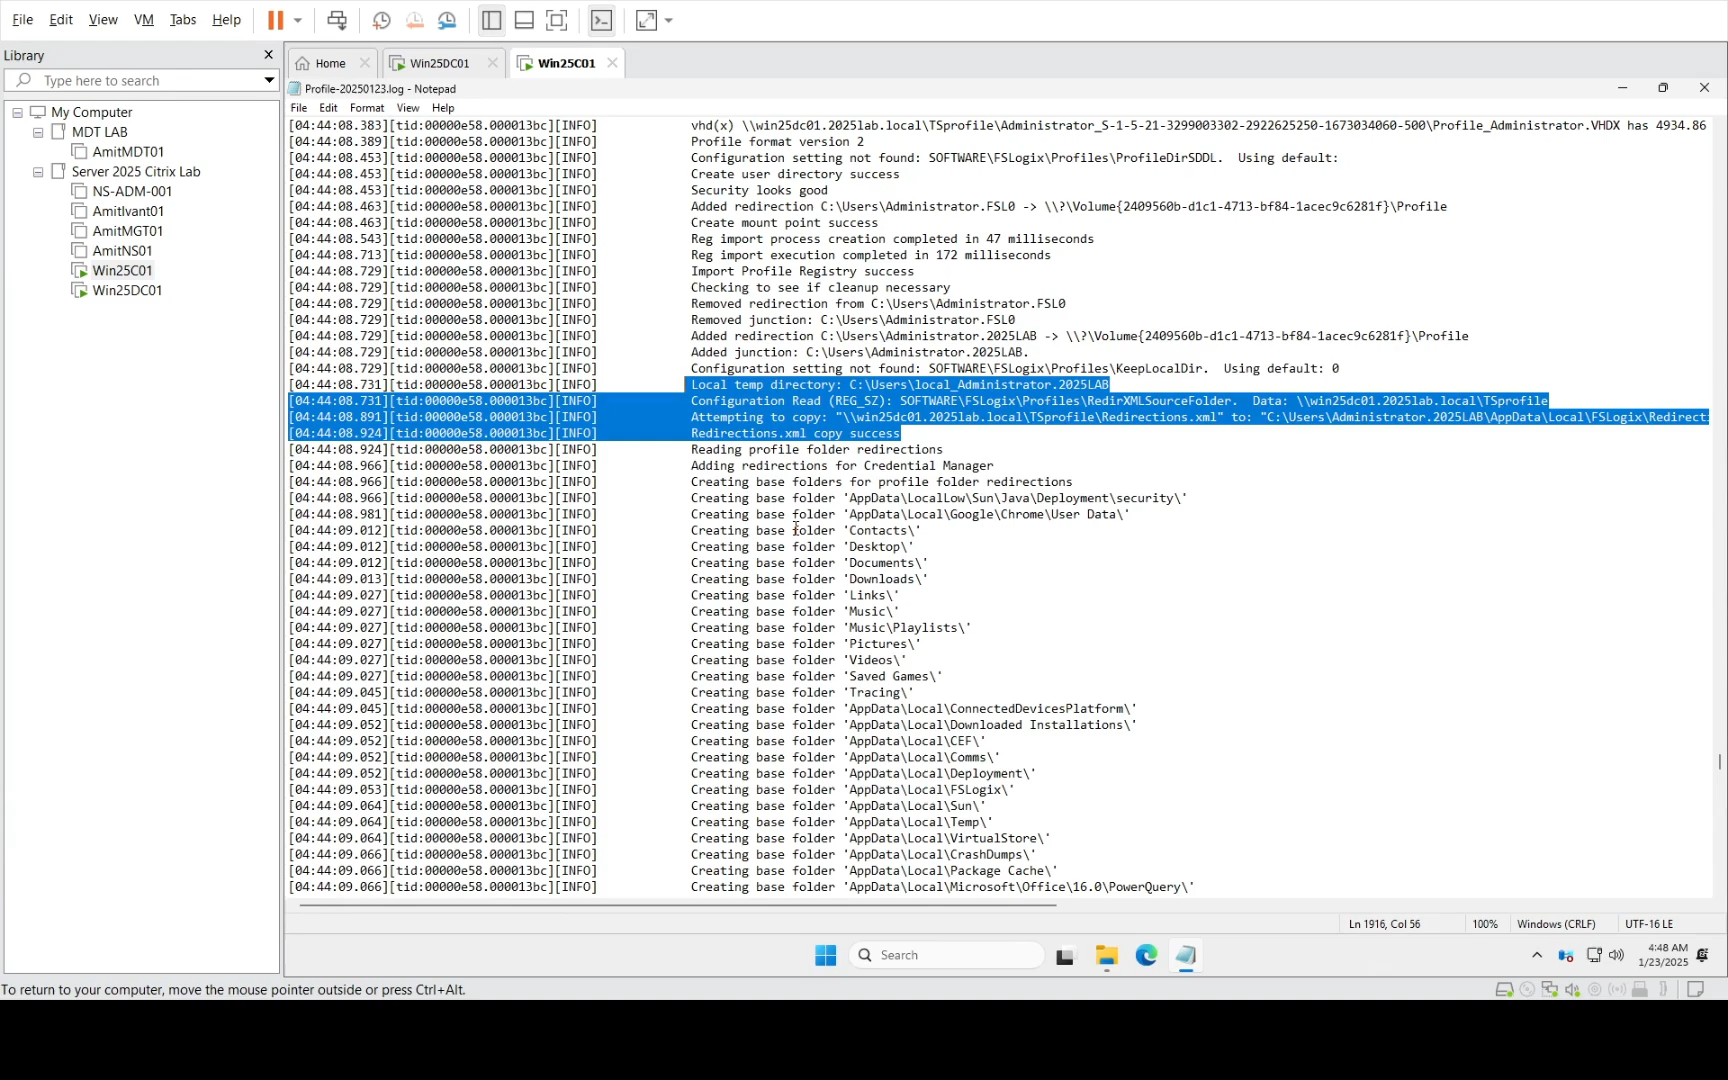 File Edit View VM Tabs Help
Library
Type here to search
My Computer
MDT LAB
AmitMDT01
Server 2025 Citrix Lab
NS-ADM-001
AmitIvant01
AmitMGT01
AmitNS01
Win25C01
Win25DC01
Home Win25DC01 Win25C01
Profile-20250123.log - Notepad
File Edit Format View Help
[04:44:08.383][tid:00000e58.000013bc][INFO] vhd(x) \\win25dc01.2025lab.local\TSprofile\Administrator_S-1-5-21-3299003302-2922625250-1673034060-500\Profile_Administrator.VHDX has 4934.86
[04:44:08.389][tid:00000e58.000013bc][INFO] Profile format version 2
[04:44:08.453][tid:00000e58.000013bc][INFO] Configuration setting not found: SOFTWARE\FSLogix\Profiles\ProfileDirSDDL. Using default:
[04:44:08.453][tid:00000e58.000013bc][INFO] Create user directory success
[04:44:08.453][tid:00000e58.000013bc][INFO] Security looks good
[04:44:08.463][tid:00000e58.000013bc][INFO] Added redirection C:\Users\Administrator.FSL0 -> \\?\Volume{2409560b-d1c1-4713-bf84-1acec9c6281f}\Profile
[04:44:08.463][tid:00000e58.000013bc][INFO] Create mount point success
[04:44:08.543][tid:00000e58.000013bc][INFO] Reg import process creation completed in 47 milliseconds
[04:44:08.713][tid:00000e58.000013bc][INFO] Reg import execution completed in 172 milliseconds
[04:44:08.729][tid:00000e58.000013bc][INFO] Import Profile Registry success
[04:44:08.729][tid:00000e58.000013bc][INFO] Checking to see if cleanup necessary
[04:44:08.729][tid:00000e58.000013bc][INFO] Removed redirection from C:\Users\Administrator.FSL0
[04:44:08.729][tid:00000e58.000013bc][INFO] Removed junction: C:\Users\Administrator.FSL0
[04:44:08.729][tid:00000e58.000013bc][INFO] Added redirection C:\Users\Administrator.2025LAB -> \\?\Volume{2409560b-d1c1-4713-bf84-1acec9c6281f}\Profile
[04:44:08.729][tid:00000e58.000013bc][INFO] Added junction: C:\Users\Administrator.2025LAB.
[04:44:08.729][tid:00000e58.000013bc][INFO] Configuration setting not found: SOFTWARE\FSLogix\Profiles\KeepLocalDir. Using default: 0
[04:44:08.731][tid:00000e58.000013bc][INFO] Local temp directory: C:\Users\local_Administrator.2025LAB
[04:44:08.731][tid:00000e58.000013bc][INFO] Configuration Read (REG_SZ): SOFTWARE\FSLogix\Profiles\RedirXMLSourceFolder. Data: \\win25dc01.2025lab.local\TSprofile
[04:44:08.891][tid:00000e58.000013bc][INFO] Attempting to copy: "\\win25dc01.2025lab.local\TSprofile\Redirections.xml" to: "C:\Users\Administrator.2025LAB\AppData\Local\FSLogix\Redirecti
[04:44:08.924][tid:00000e58.000013bc][INFO] Redirections.xml copy success
[04:44:08.924][tid:00000e58.000013bc][INFO] Reading profile folder redirections
[04:44:08.966][tid:00000e58.000013bc][INFO] Adding redirections for Credential Manager
[04:44:08.966][tid:00000e58.000013bc][INFO] Creating base folders for profile folder redirections
[04:44:08.966][tid:00000e58.000013bc][INFO] Creating base folder 'AppData\LocalLow\Sun\Java\Deployment\security\'
[04:44:08.981][tid:00000e58.000013bc][INFO] Creating base folder 'AppData\Local\Google\Chrome\User Data\'
[04:44:09.012][tid:00000e58.000013bc][INFO] Creating base folder 'Contacts\'
[04:44:09.012][tid:00000e58.000013bc][INFO] Creating base folder 'Desktop\'
[04:44:09.012][tid:00000e58.000013bc][INFO] Creating base folder 'Documents\'
[04:44:09.013][tid:00000e58.000013bc][INFO] Creating base folder 'Downloads\'
[04:44:09.027][tid:00000e58.000013bc][INFO] Creating base folder 'Links\'
[04:44:09.027][tid:00000e58.000013bc][INFO] Creating base folder 'Music\'
[04:44:09.027][tid:00000e58.000013bc][INFO] Creating base folder 'Music\Playlists\'
[04:44:09.027][tid:00000e58.000013bc][INFO] Creating base folder 'Pictures\'
[04:44:09.027][tid:00000e58.000013bc][INFO] Creating base folder 'Videos\'
[04:44:09.027][tid:00000e58.000013bc][INFO] Creating base folder 'Saved Games\'
[04:44:09.045][tid:00000e58.000013bc][INFO] Creating base folder 'Tracing\'
[04:44:09.045][tid:00000e58.000013bc][INFO] Creating base folder 'AppData\Local\ConnectedDevicesPlatform\'
[04:44:09.052][tid:00000e58.000013bc][INFO] Creating base folder 'AppData\Local\Downloaded Installations\'
[04:44:09.052][tid:00000e58.000013bc][INFO] Creating base folder 'AppData\Local\CEF\'
[04:44:09.052][tid:00000e58.000013bc][INFO] Creating base folder 'AppData\Local\Comms\'
[04:44:09.052][tid:00000e58.000013bc][INFO] Creating base folder 'AppData\Local\Deployment\'
[04:44:09.053][tid:00000e58.000013bc][INFO] Creating base folder 'AppData\Local\FSLogix\'
[04:44:09.064][tid:00000e58.000013bc][INFO] Creating base folder 'AppData\Local\Sun\'
[04:44:09.064][tid:00000e58.000013bc][INFO] Creating base folder 'AppData\Local\Temp\'
[04:44:09.064][tid:00000e58.000013bc][INFO] Creating base folder 'AppData\Local\VirtualStore\'
[04:44:09.066][tid:00000e58.000013bc][INFO] Creating base folder 'AppData\Local\CrashDumps\'
[04:44:09.066][tid:00000e58.000013bc][INFO] Creating base folder 'AppData\Local\Package Cache\'
[04:44:09.066][tid:00000e58.000013bc][INFO] Creating base folder 'AppData\Local\Microsoft\Office\16.0\PowerQuery\'
Ln 1916, Col 56 100% Windows (CRLF) UTF-16 LE
Search
4:48 AM
1/23/2025
To return to your computer, move the mouse pointer outside or press Ctrl+Alt.